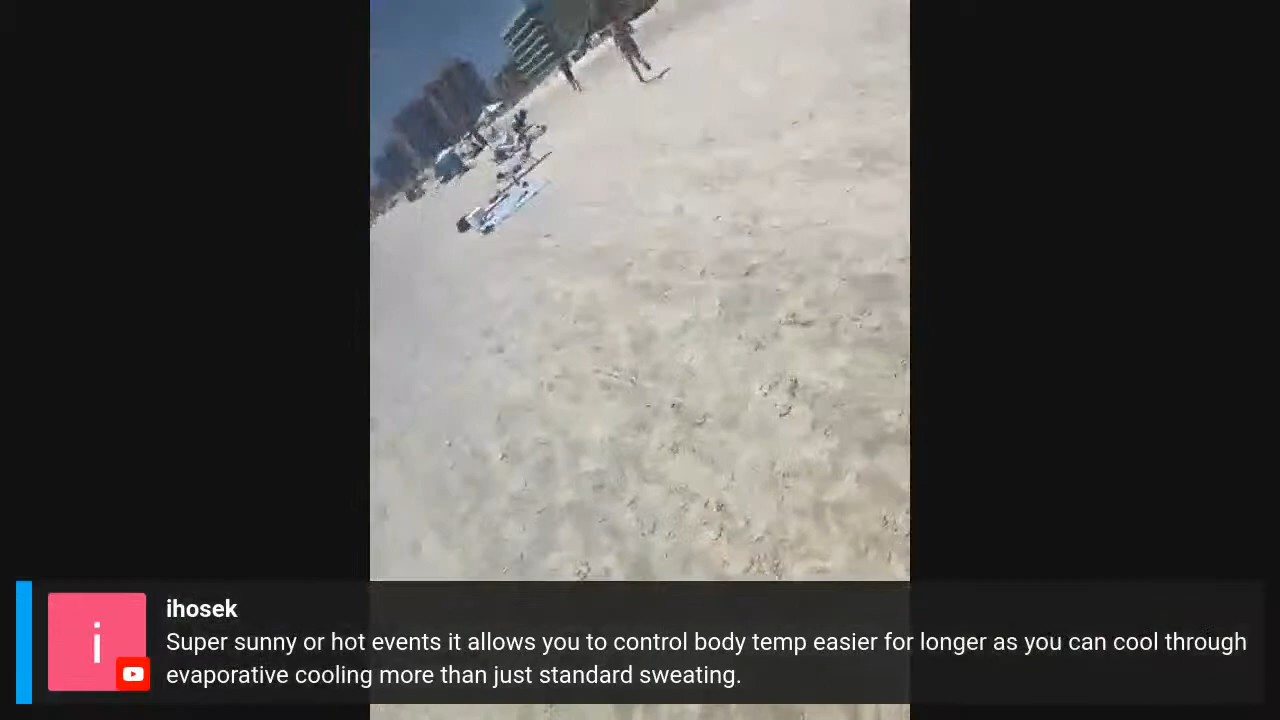 i
ihosek
Super sunny or hot events it allows you to control body temp easier for longer as you can cool through
evaporative cooling more than just standard sweating.